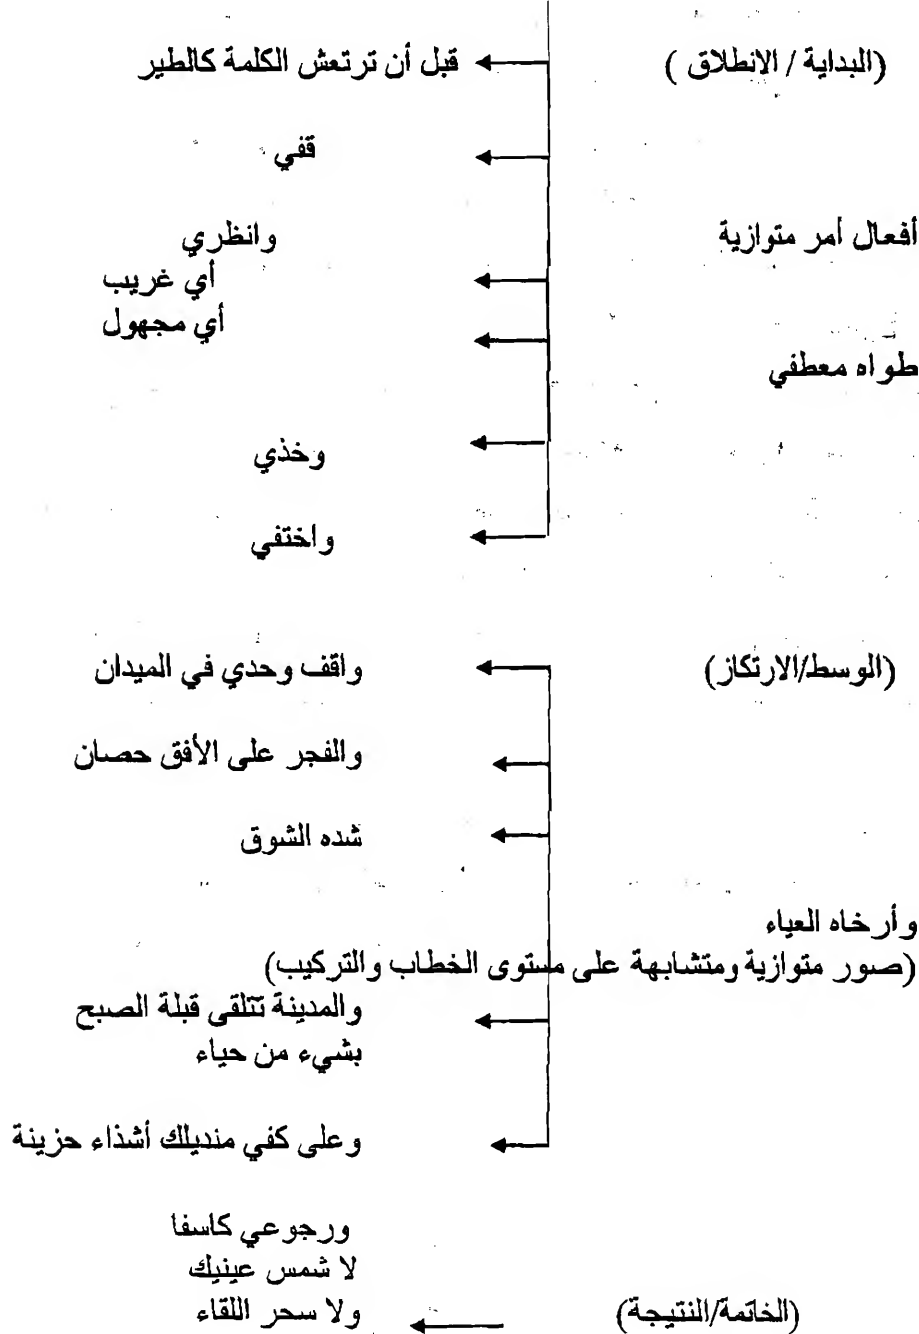 (البداية / الانطلاق ) قبل أن ترتعش الكلمة كالطير
قفي
أفعال أمر متوازية وانظري
أي غريب
أي مجهول
طواه معطفي
وخذي
واختفي
(الوسط/الارتكاز) واقف وحدي في الميدان
والفجر على الأفق حصان
شده الشوق
وأرخاه العياء
(صور متوازية ومتشابهة على مستوى الخطاب والتركيب)
والمدينة تتلقى قبلة الصبح
بشيء من حياء
وعلى كفي منديلك أشذاء حزينة
ورجوعي كاسفا
لا شمس عينيك
(الخاتمة/النتيجة) ولا سحر اللقاء